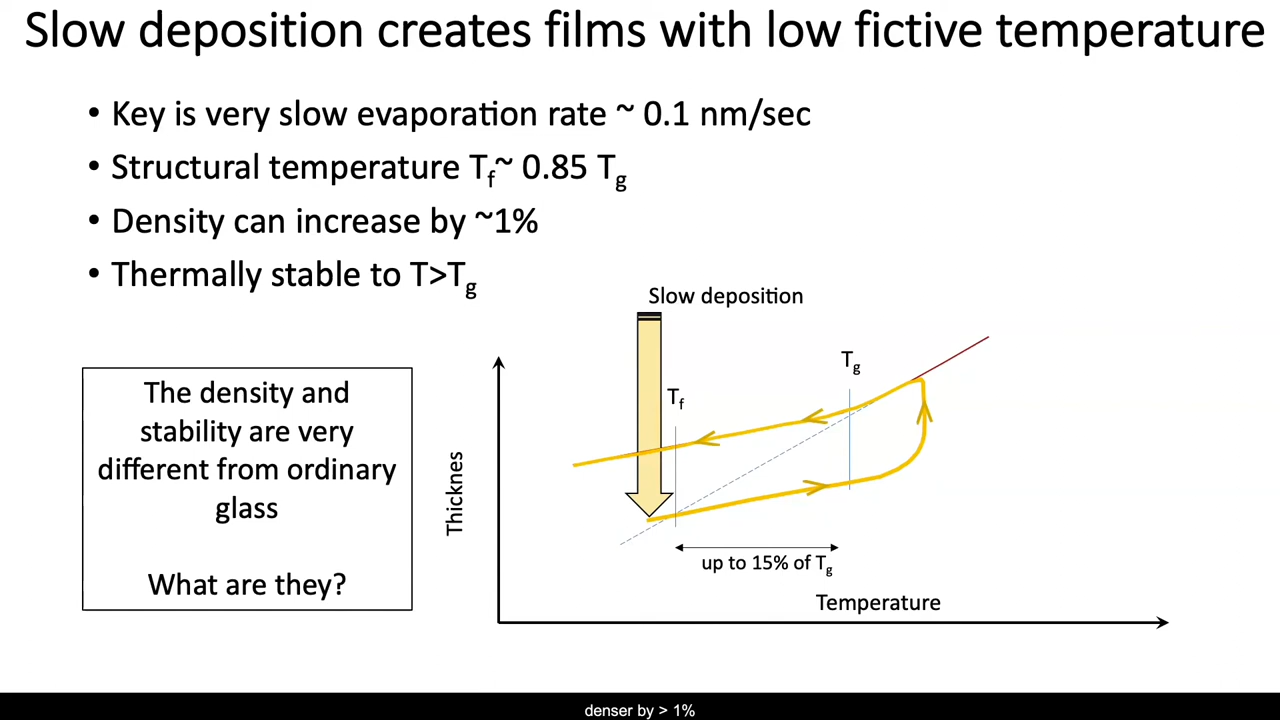 Slow deposition creates films with low fictive temperature
• Key is very slow evaporation rate ~ 0.1 nm/sec
• Structural temperature Tf~ 0.85 Tg
• Density can increase by ~1%
• Thermally stable to T>Tg
The density and
stability are very
different from ordinary
glass
What are they?
Slow deposition
Tf
Tg
Thicknes
up to 15% of Tg
Temperature
denser by > 1%